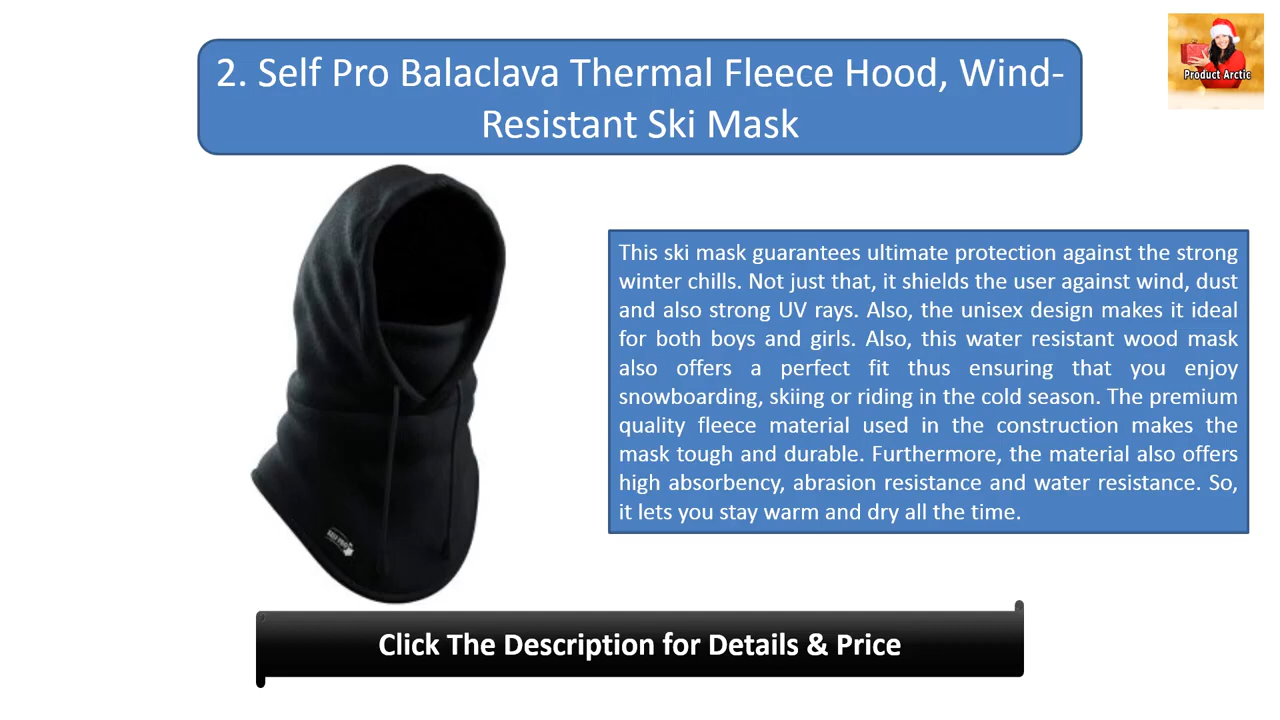 2. Self Pro Balaclava Thermal Fleece Hood, Wind-
Resistant Ski Mask
Product Arctic
This ski mask guarantees ultimate protection against the strong
winter chills. Not just that, it shields the user against wind, dust
and also strong UV rays. Also, the unisex design makes it ideal
for both boys and girls. Also, this water resistant wood mask
also offers a perfect fit thus ensuring that you enjoy
snowboarding, skiing or riding in the cold season. The premium
quality fleece material used in the construction makes the
mask tough and durable. Furthermore, the material also offers
high absorbency, abrasion resistance and water resistance. So,
it lets you stay warm and dry all the time.
SELF PRO
Click The Description for Details & Price